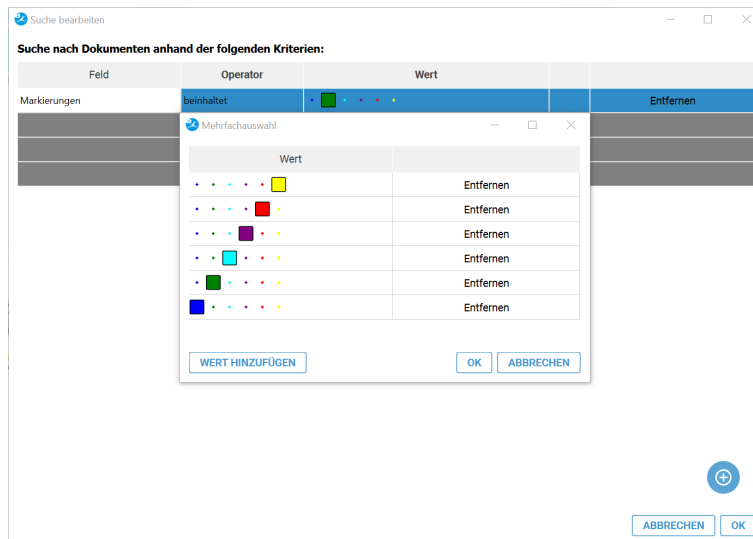 Suche bearbeiten
Suche nach Dokumenten anhand der folgenden Kriterien:
Feld Operator Wert
Markierungen beinhaltet Entfernen
Mehrfachauswahl
Wert
Entfernen
Entfernen
Entfernen
Entfernen
Entfernen
Entfernen
WERT HINZUFÜGEN OK ABBRECHEN
ABBRECHEN OK